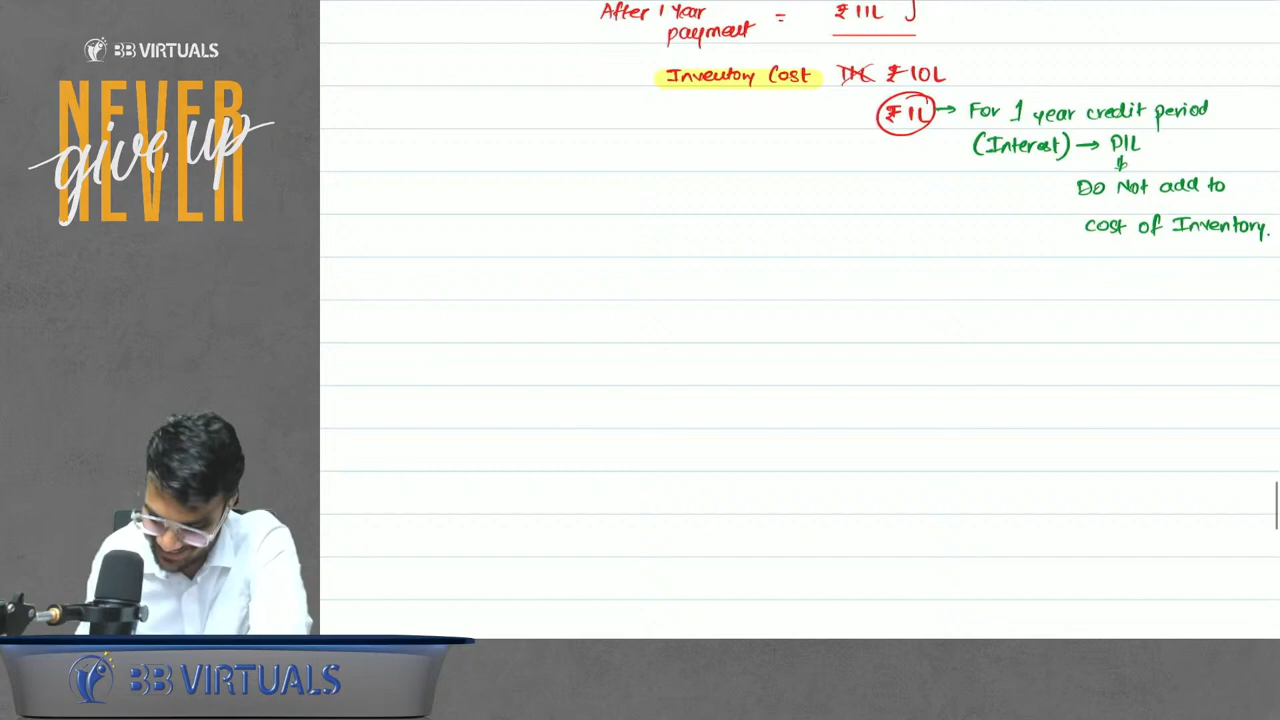 BB VIRTUALS
NEVER
give up
NEVER
After 1 Year
payment = ₹ 11L
Inventory Cost ₹ 10L
₹ 1L → For 1 year credit period
(Interest) → P/L
Do Not add to
cost of Inventory.
BB VIRTUALS